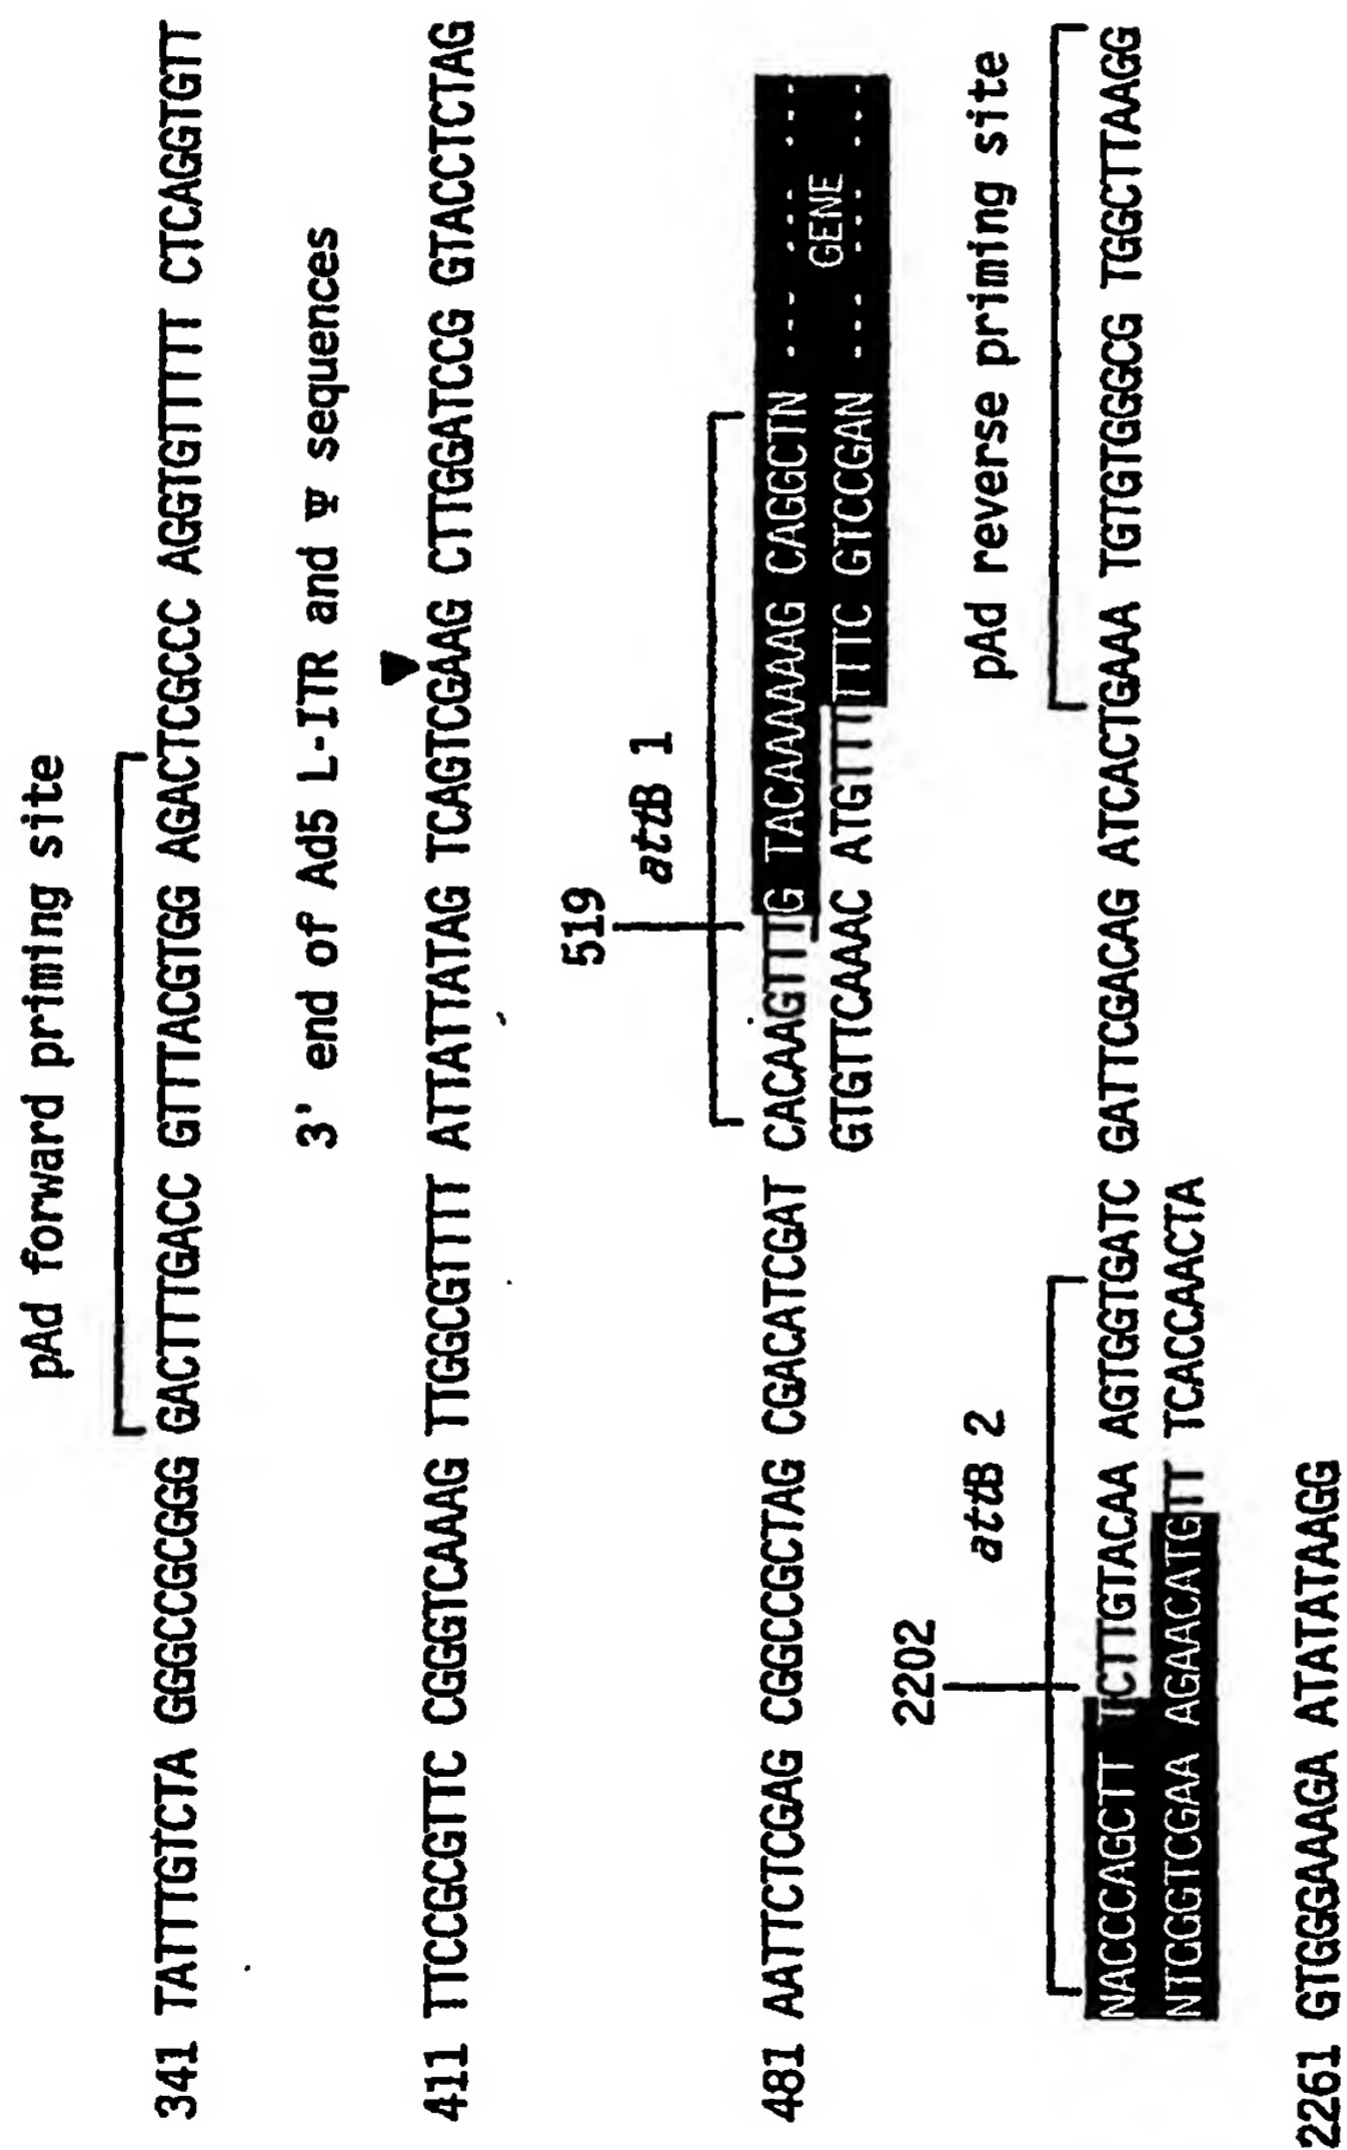 pAd forward priming site
341 TATTTGTCTA GGGCCGCGGG GACTTTGACC GTTTACGTGG AGACTCGCCC AGGTGTTTTT CTCAGGTGTT
3' end of Ad5 L-ITR and Ψ sequences
411 TTCCGCGTTC CGGGTCAAAG TTGGCGTTTT ATTATTATAG TCAGTCGAAG CTTGGATCCG GTACCTCTAG
519
attB 1
481 AATTCTCGAG CGGCCGCTAG CGACATCGAT CACAAGTTTG TACAAAAAAG CAGGCTN --- --- ---
GTGTTCAAAC ATGTTTTTTC GTCCGAN --- --- ---
GENE
2202
attB 2
pAd reverse priming site
NACCCAGCTT TCTTGTACAA AGTGGTGATC GATTCGACAG ATCACTGAAA TGTGTGGGCG TGGCTTAAGG
NTGGGTCGAA AGAACATGTT TCACCAACTA
2261 GTGGGAAAGA ATATATAAGG